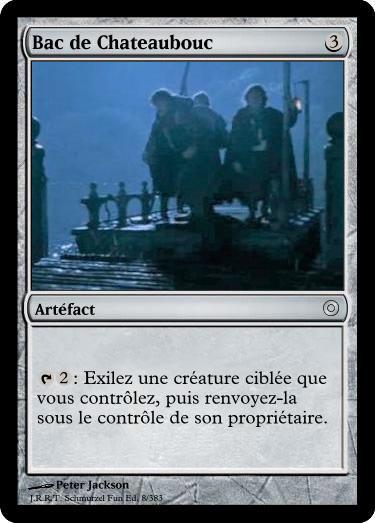 Bac de Chateaubouc 3
Artéfact
2 : Exilez une créature ciblée que
vous contrôlez, puis renvoyez-la
sous le contrôle de son propriétaire.
Peter Jackson
J.R.R.T. Schmurzel Fun Ed. 8/383